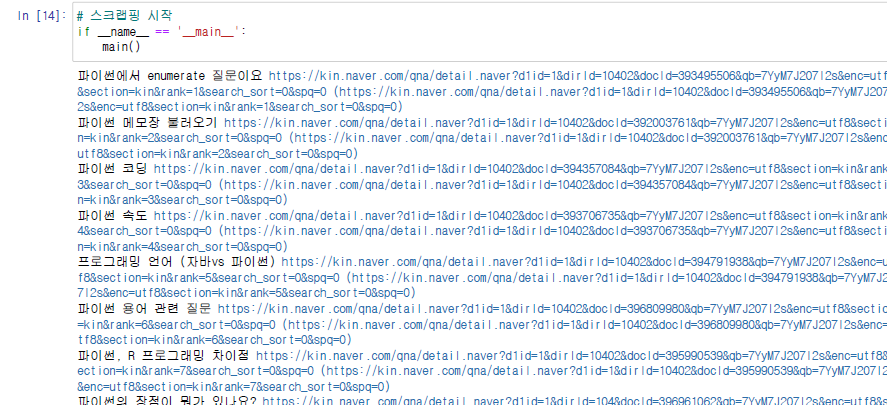 In [14]: # 스크랩핑 시작
if __name__ == '__main__':
main()
파이썬에서 enumerate 질문이요 https://kin.naver.com/qna/detail.naver?d1id=1&dirId=10402&docId=393495506&qb=7YyM7J207I2s&enc=utf
&section=kin&rank=1&search_sort=0&spq=0 (https://kin.naver.com/qna/detail.naver?d1id=1&dirId=10402&docId=393495506&qb=7YyM7J207I
2s&enc=utf8&section=kin&rank=1&search_sort=0&spq=0)
파이썬 메모장 불러오기 https://kin.naver.com/qna/detail.naver?d1id=1&dirId=10402&docId=392003761&qb=7YyM7J207I2s&enc=utf8&secti
n=kin&rank=2&search_sort=0&spq=0 (https://kin.naver.com/qna/detail.naver?d1id=1&dirId=10402&docId=392003761&qb=7YyM7J207I2s&enc=
utf8&section=kin&rank=2&search_sort=0&spq=0)
파이썬 코딩 https://kin.naver.com/qna/detail.naver?d1id=1&dirId=10402&docId=394357084&qb=7YyM7J207I2s&enc=utf8&section=kin&rank
3&search_sort=0&spq=0 (https://kin.naver.com/qna/detail.naver?d1id=1&dirId=10402&docId=394357084&qb=7YyM7J207I2s&enc=utf8&sectio
n=kin&rank=3&search_sort=0&spq=0)
파이썬 속도 https://kin.naver.com/qna/detail.naver?d1id=1&dirId=10402&docId=393706735&qb=7YyM7J207I2s&enc=utf8&section=kin&rank
4&search_sort=0&spq=0 (https://kin.naver.com/qna/detail.naver?d1id=1&dirId=10402&docId=393706735&qb=7YyM7J207I2s&enc=utf8&sectio
n=kin&rank=4&search_sort=0&spq=0)
프로그래밍 언어 (자바vs 파이썬) https://kin.naver.com/qna/detail.naver?d1id=1&dirId=10402&docId=394791938&qb=7YyM7J207I2s&enc=ut
f8&section=kin&rank=5&search_sort=0&spq=0 (https://kin.naver.com/qna/detail.naver?d1id=1&dirId=10402&docId=394791938&qb=7YyM7J20
7I2s&enc=utf8&section=kin&rank=5&search_sort=0&spq=0)
파이썬 용어 관련 질문 https://kin.naver.com/qna/detail.naver?d1id=1&dirId=10402&docId=396809980&qb=7YyM7J207I2s&enc=utf8&section
=kin&rank=6&search_sort=0&spq=0 (https://kin.naver.com/qna/detail.naver?d1id=1&dirId=10402&docId=396809980&qb=7YyM7J207I2s&enc=u
tf8&section=kin&rank=6&search_sort=0&spq=0)
파이썬, R 프로그래밍 차이점 https://kin.naver.com/qna/detail.naver?d1id=1&dirId=10402&docId=395990539&qb=7YyM7J207I2s&enc=utf8&
ection=kin&rank=7&search_sort=0&spq=0 (https://kin.naver.com/qna/detail.naver?d1id=1&dirId=10402&docId=395990539&qb=7YyM7J207I2s
&enc=utf8&section=kin&rank=7&search_sort=0&spq=0)
파이썬의 장점이 뭐가 있나요? https://kin.naver.com/qna/detail.naver?d1id=1&dirId=104&docId=396961062&qb=7YyM7J207I2s&enc=utf8&s